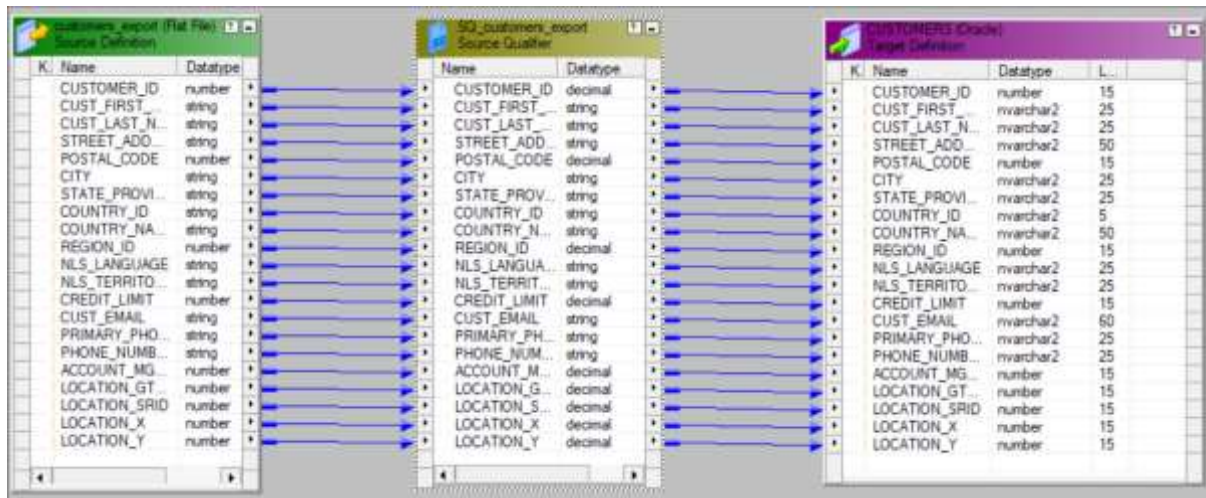 customers_export (Flat File)
Source Definition
K. Name Datatype
CUSTOMER_ID number
CUST_FIRST_... string
CUST_LAST_N... string
STREET_ADD... string
POSTAL_CODE number
CITY string
STATE_PROVI... string
COUNTRY_ID string
COUNTRY_NA... string
REGION_ID number
NLS_LANGUAGE string
NLS_TERRITO... string
CREDIT_LIMIT number
CUST_EMAIL string
PRIMARY_PHO... string
PHONE_NUMB... string
ACCOUNT_MG... number
LOCATION_GT... number
LOCATION_SRID number
LOCATION_X number
LOCATION_Y number
SQ_customers_export
Source Qualifier
Name Datatype
CUSTOMER_ID decimal
CUST_FIRST_... string
CUST_LAST_... string
STREET_ADD... string
POSTAL_CODE decimal
CITY string
STATE_PROV... string
COUNTRY_ID string
COUNTRY_N... string
REGION_ID decimal
NLS_LANGUA... string
NLS_TERRIT... string
CREDIT_LIMIT decimal
CUST_EMAIL string
PRIMARY_PH... string
PHONE_NUM... string
ACCOUNT_M... decimal
LOCATION_G... decimal
LOCATION_S... decimal
LOCATION_X decimal
LOCATION_Y decimal
CUSTOMERS (Oracle)
Target Definition
K. Name Datatype L...
CUSTOMER_ID number 15
CUST_FIRST_... nvarchar2 25
CUST_LAST_N... nvarchar2 25
STREET_ADD... nvarchar2 50
POSTAL_CODE number 15
CITY nvarchar2 25
STATE_PROVI... nvarchar2 25
COUNTRY_ID nvarchar2 5
COUNTRY_NA... nvarchar2 50
REGION_ID number 15
NLS_LANGUAGE nvarchar2 25
NLS_TERRITO... nvarchar2 25
CREDIT_LIMIT number 15
CUST_EMAIL nvarchar2 60
PRIMARY_PHO... nvarchar2 25
PHONE_NUMB... nvarchar2 25
ACCOUNT_MG... number 15
LOCATION_GT... number 15
LOCATION_SRID number 15
LOCATION_X number 15
LOCATION_Y number 15